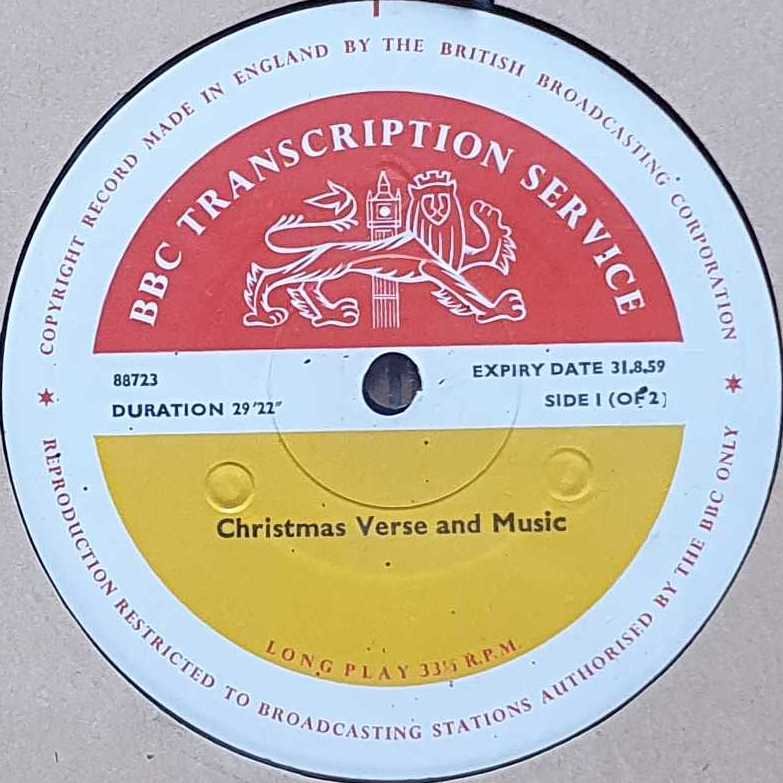 COPYRIGHT RECORD MADE IN ENGLAND BY THE BRITISH BROADCASTING CORPORATION
BBC TRANSCRIPTION SERVICE
88723
EXPIRY DATE 31.8.59
DURATION 29'22"
SIDE 1 (OF 2)
Christmas Verse and Music
LONG PLAY 33⅓ R.P.M.
REPRODUCTION RESTRICTED TO BROADCASTING STATIONS AUTHORISED BY THE BBC ONLY